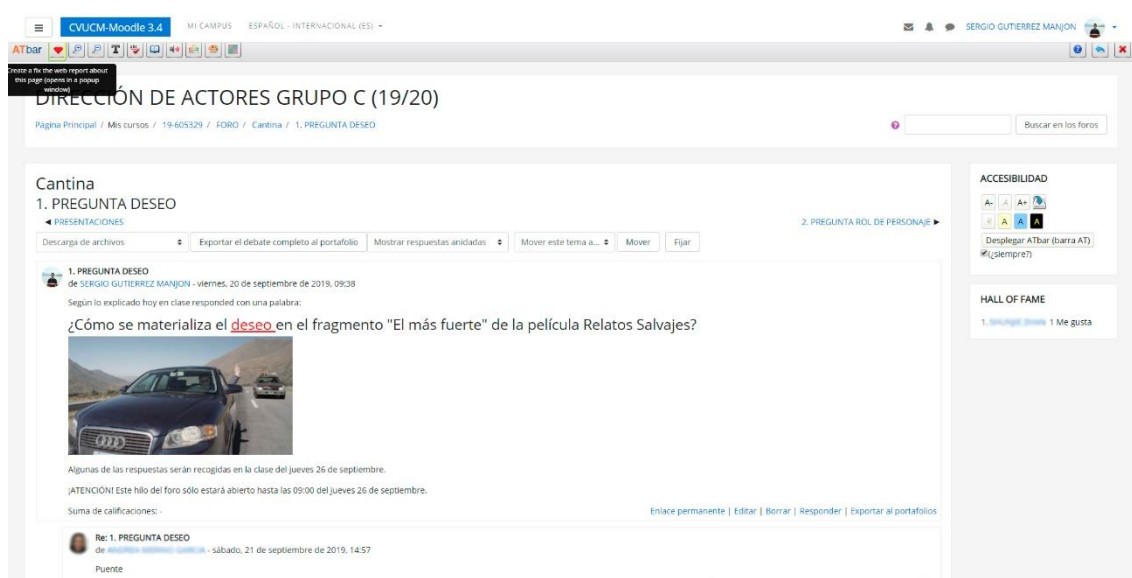 CVUCM-Moodle 3.4 MI CAMPUS ESPAÑOL - INTERNACIONAL (ES) SERGIO GUTIERREZ MANJON
ATbar
Create a fix the web report about
this page (opens in a popup
window)
DIRECCIÓN DE ACTORES GRUPO C (19/20)
Página Principal / Mis cursos / 19-605329 / FORO / Cantina / 1. PREGUNTA DESEO
Buscar en los foros
Cantina
1. PREGUNTA DESEO
◄ PRESENTACIONES
2. PREGUNTA ROL DE PERSONAJE ►
Descarga de archivos Exportar el debate completo al portafolio Mostrar respuestas anidadas Mover este tema a... Mover Fijar
1. PREGUNTA DESEO
de SERGIO GUTIERREZ MANJON - viernes, 20 de septiembre de 2019, 09:38
Según lo explicado hoy en clase responded con una palabra:
¿Cómo se materializa el deseo en el fragmento "El más fuerte" de la película Relatos Salvajes?
Algunas de las respuestas serán recogidas en la clase del jueves 26 de septiembre.
¡ATENCIÓN! Este hilo del foro sólo estará abierto hasta las 09:00 del jueves 26 de septiembre.
Suma de calificaciones: -
Enlace permanente | Editar | Borrar | Responder | Exportar al portafolios
Re: 1. PREGUNTA DESEO
de - sábado, 21 de septiembre de 2019, 14:57
Puente
ACCESIBILIDAD
A- A A+
A A A
Desplegar ATbar (barra AT)
(¿siempre?)
HALL OF FAME
1. 1 Me gusta